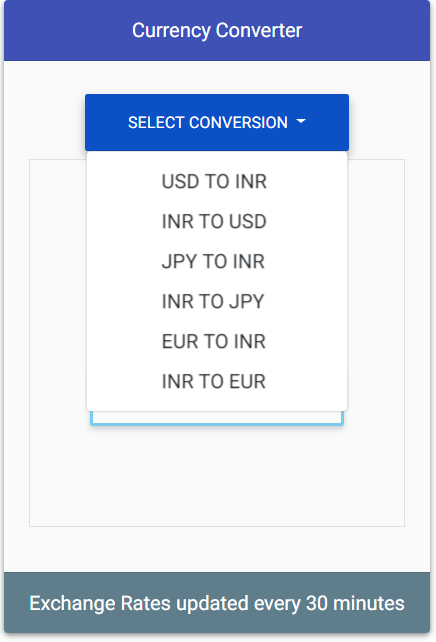 Currency Converter
SELECT CONVERSION
USD TO INR
INR TO USD
JPY TO INR
INR TO JPY
EUR TO INR
INR TO EUR
Exchange Rates updated every 30 minutes